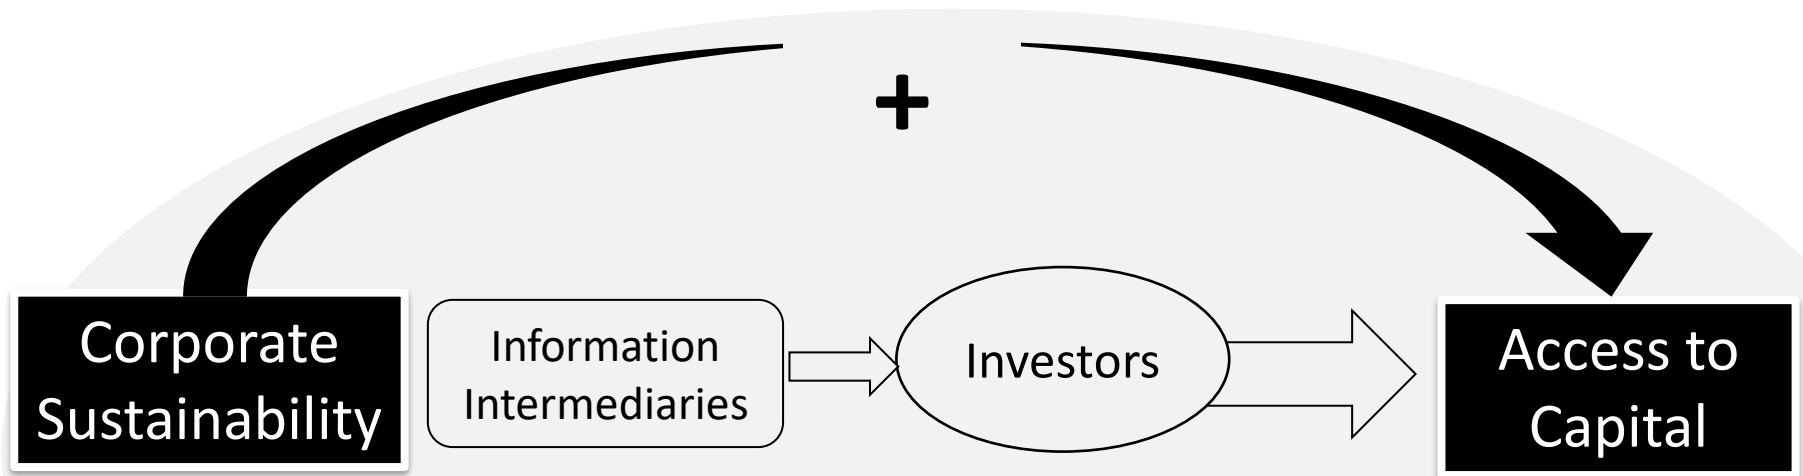 +
Corporate
Sustainability
Information
Intermediaries
Investors
Access to
Capital